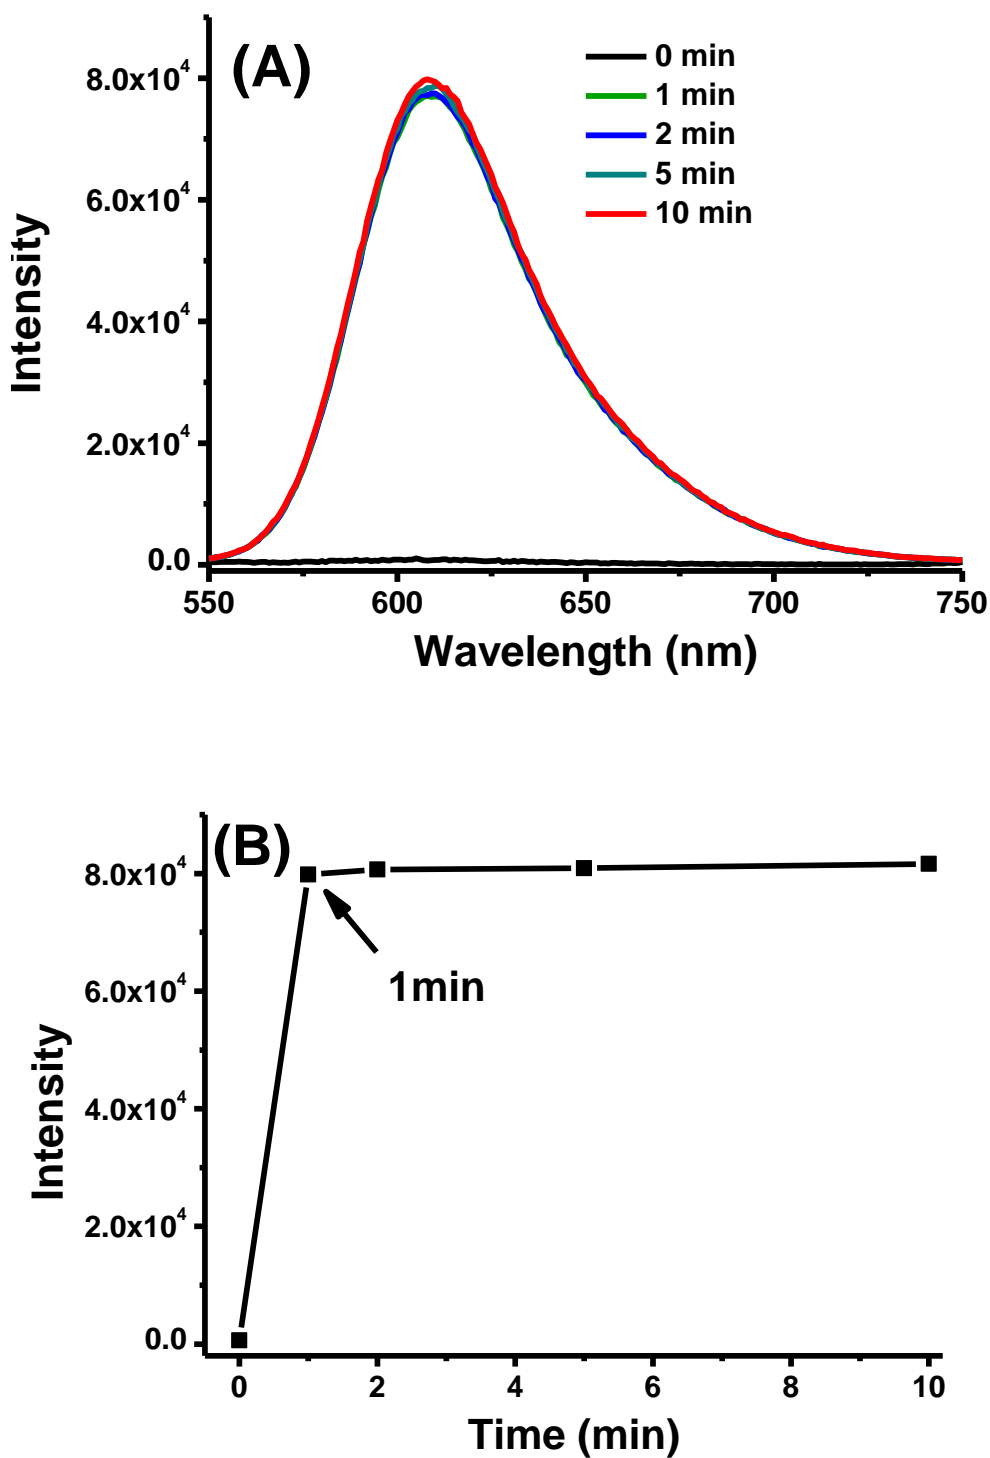 (A)
0 min
1 min
2 min
5 min
10 min
8.0x10⁴
6.0x10⁴
4.0x10⁴
2.0x10⁴
0.0
Intensity
550 600 650 700 750
Wavelength (nm)
(B)
8.0x10⁴
6.0x10⁴
4.0x10⁴
2.0x10⁴
0.0
1min
Intensity
0 2 4 6 8 10
Time (min)